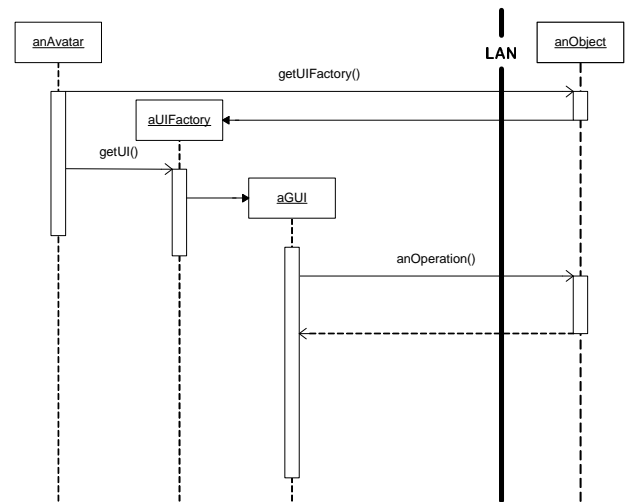 anAvatar
anObject
LAN
getUIFactory()
aUIFactory
getUI()
aGUI
anOperation()